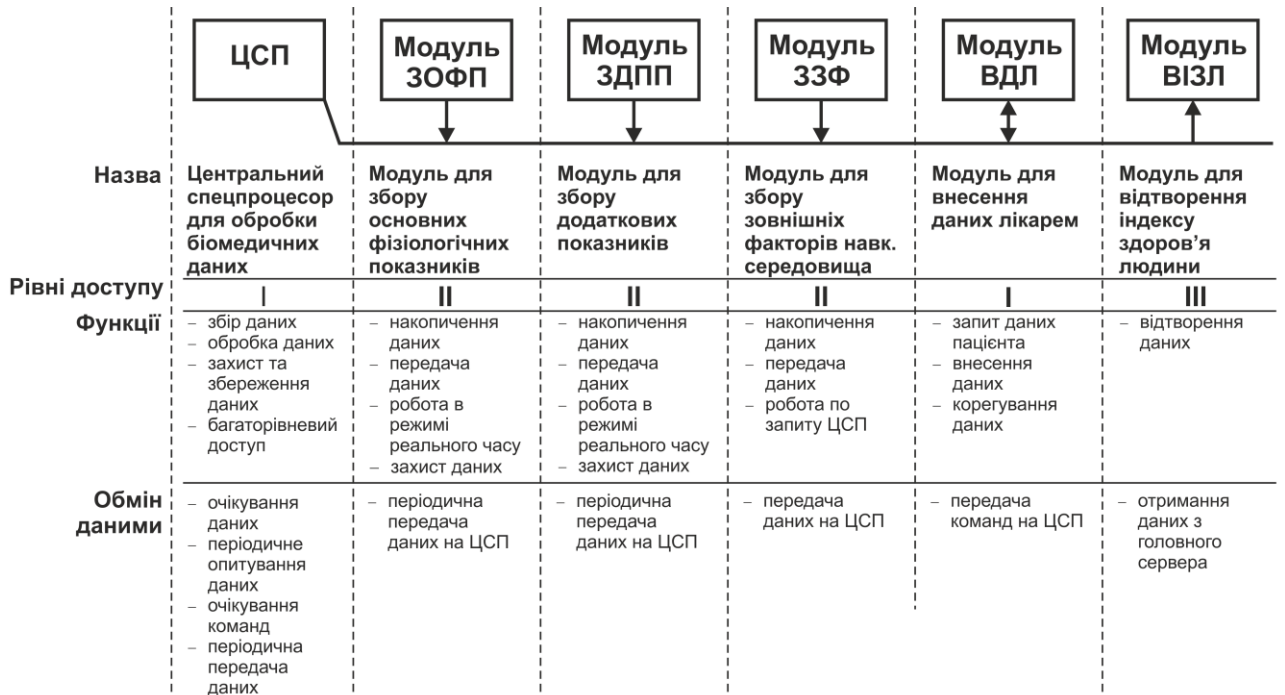 ЦСП
Модуль
ЗОФП
Модуль
ЗДПП
Модуль
ЗЗФ
Модуль
ВДЛ
Модуль
ВІЗЛ
Назва
Центральний
спецпроцесор
для обробки
біомедичних
даних
Модуль для
збору
основних
фізіологічних
показників
Модуль для
збору
додаткових
показників
Модуль для
збору
зовнішніх
факторів навк.
середовища
Модуль для
внесення
даних лікарем
Модуль для
відтворення
індексу
здоров’я
людини
Рівні доступу
I
II
II
II
I
III
Функції
– збір даних
– обробка даних
– захист та
збереження
даних
– багаторівневий
доступ
– накопичення
даних
– передача
даних
– робота в
режимі
реального часу
– захист даних
– накопичення
даних
– передача
даних
– робота в
режимі
реального часу
– захист даних
– накопичення
даних
– передача
даних
– робота по
запиту ЦСП
– запит даних
пацієнта
– внесення
даних
– корегування
даних
– відтворення
даних
Обмін
даними
– очікування
даних
– періодичне
опитування
даних
– очікування
команд
– періодична
передача
даних
– періодична
передача
даних на ЦСП
– періодична
передача
даних на ЦСП
– передача
даних на ЦСП
– передача
команд на ЦСП
– отримання
даних з
головного
сервера